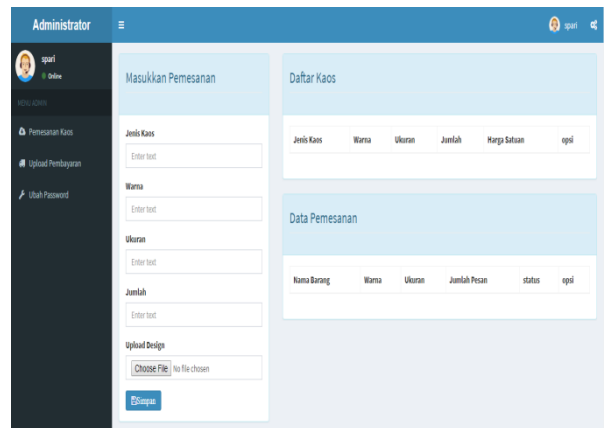 Administrator
spari
spari
Online
MENU ADMIN
Pemesanan Kaos
Upload Pembayaran
Ubah Password
Masukkan Pemesanan
Jenis Kaos
Enter text
Warna
Enter text
Ukuran
Enter text
Jumlah
Enter text
Upload Design
Choose File No file chosen
Simpan
Daftar Kaos
Jenis Kaos Warna Ukuran Jumlah Harga Satuan opsi
Data Pemesanan
Nama Barang Warna Ukuran Jumlah Pesan status opsi